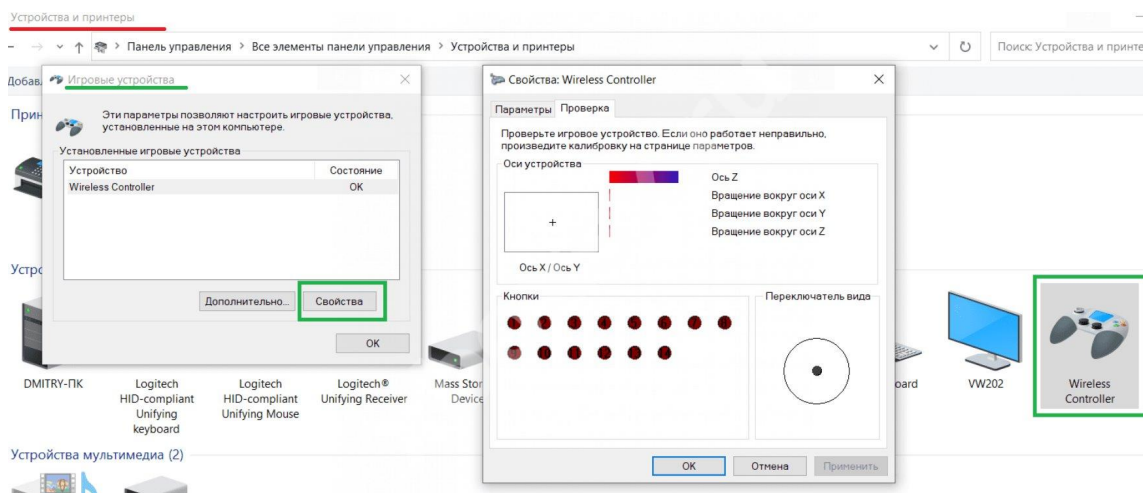 Устройства и принтеры
Панель управления > Все элементы панели управления > Устройства и принтеры
Поиск: Устройства и принте
Добав.
Игровые устройства
Эти параметры позволяют настроить игровые устройства,
установленные на этом компьютере.
Установленные игровые устройства
Устройство Состояние
Wireless Controller ОК
Дополнительно... Свойства
ОК
Свойства: Wireless Controller
Параметры Проверка
Проверьте игровое устройство. Если оно работает неправильно,
произведите калибровку на странице параметров.
Оси устройства
Ось Z
Вращение вокруг оси X
Вращение вокруг оси Y
Вращение вокруг оси Z
Ось X / Ось Y
Кнопки
Переключатель вида
ОК Отмена Применить
Прин
Устро
DMITRY-ПК
Logitech
HID-compliant
Unifying
keyboard
Logitech
HID-compliant
Unifying Mouse
Logitech®
Unifying Receiver
Mass Stor
Device
oard
VW202
Wireless
Controller
Устройства мультимедиа (2)